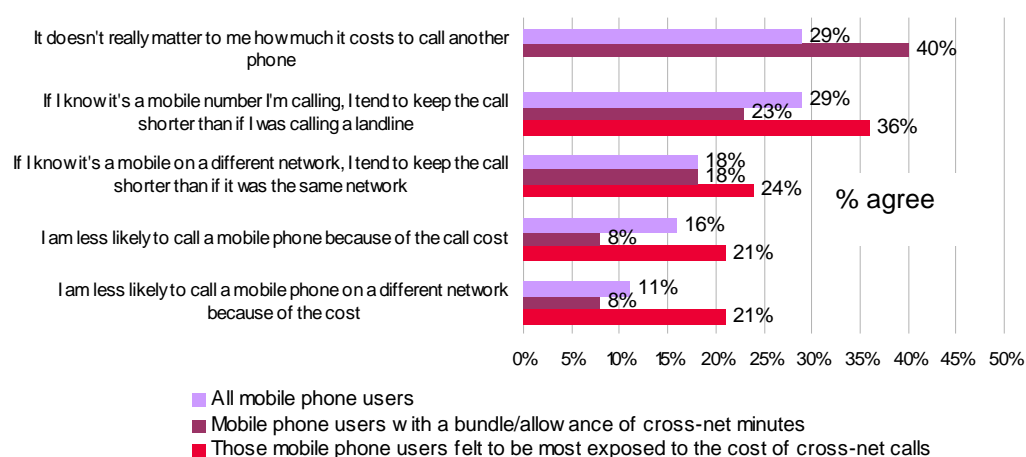 It doesn't really matter to me how much it costs to call another
phone
29%
40%
If I know it's a mobile number I'm calling, I tend to keep the call
shorter than if I was calling a landline
29%
23%
36%
If I know it's a mobile on a different network, I tend to keep the call
shorter than if it was the same network
18%
18%
24%
% agree
I am less likely to call a mobile phone because of the call cost
16%
8%
21%
I am less likely to call a mobile phone on a different network
because of the cost
11%
8%
21%
0% 5% 10% 15% 20% 25% 30% 35% 40% 45% 50%
All mobile phone users
Mobile phone users with a bundle/allowance of cross-net minutes
Those mobile phone users felt to be most exposed to the cost of cross-net calls